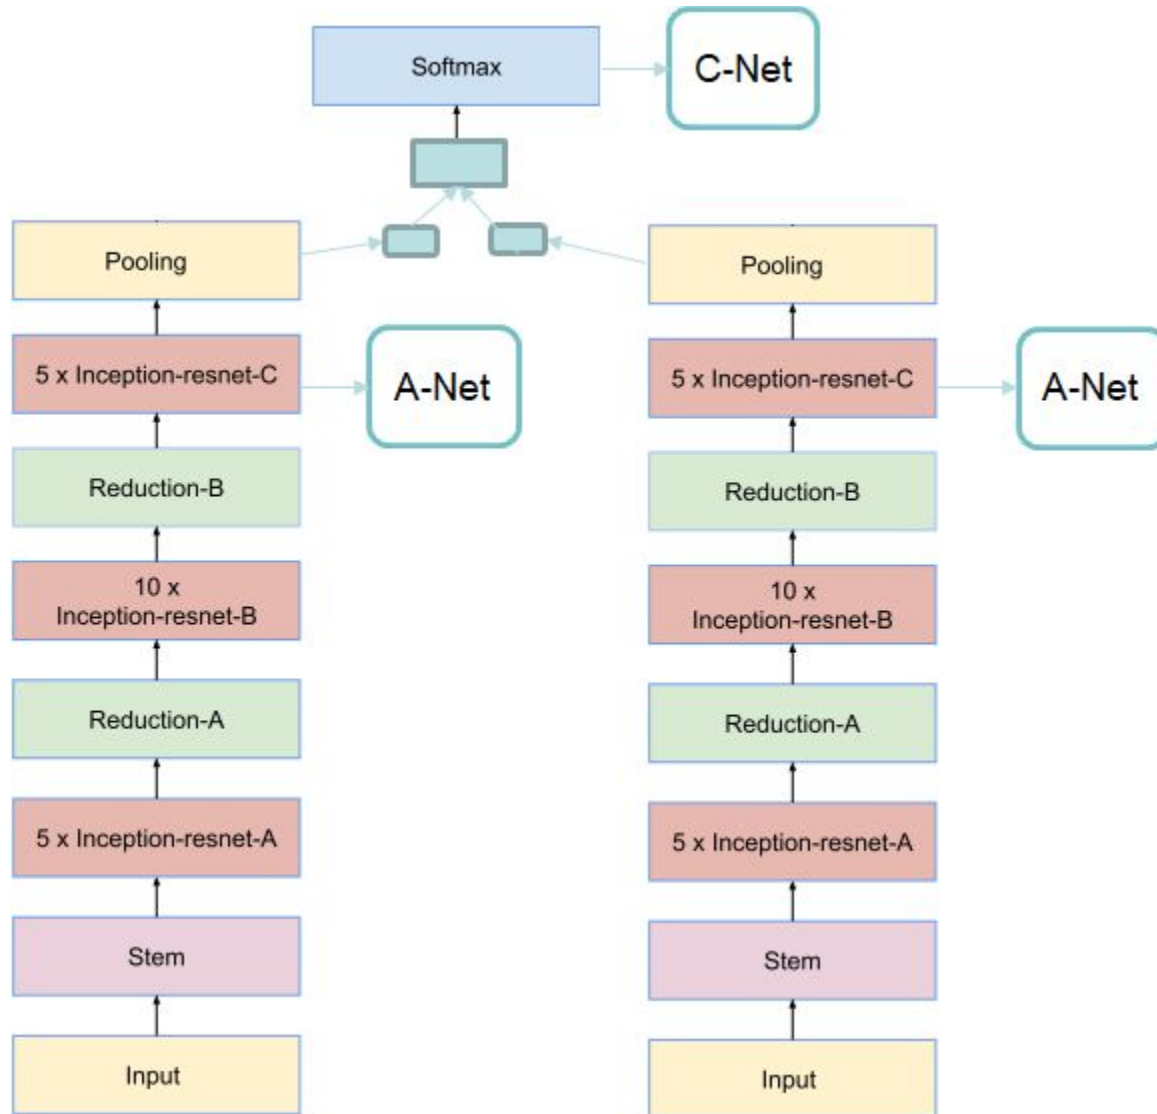 Softmax
C-Net
Pooling
5 x Inception-resnet-C
A-Net
Reduction-B
10 x
Inception-resnet-B
Reduction-A
5 x Inception-resnet-A
Stem
Input
Pooling
5 x Inception-resnet-C
A-Net
Reduction-B
10 x
Inception-resnet-B
Reduction-A
5 x Inception-resnet-A
Stem
Input